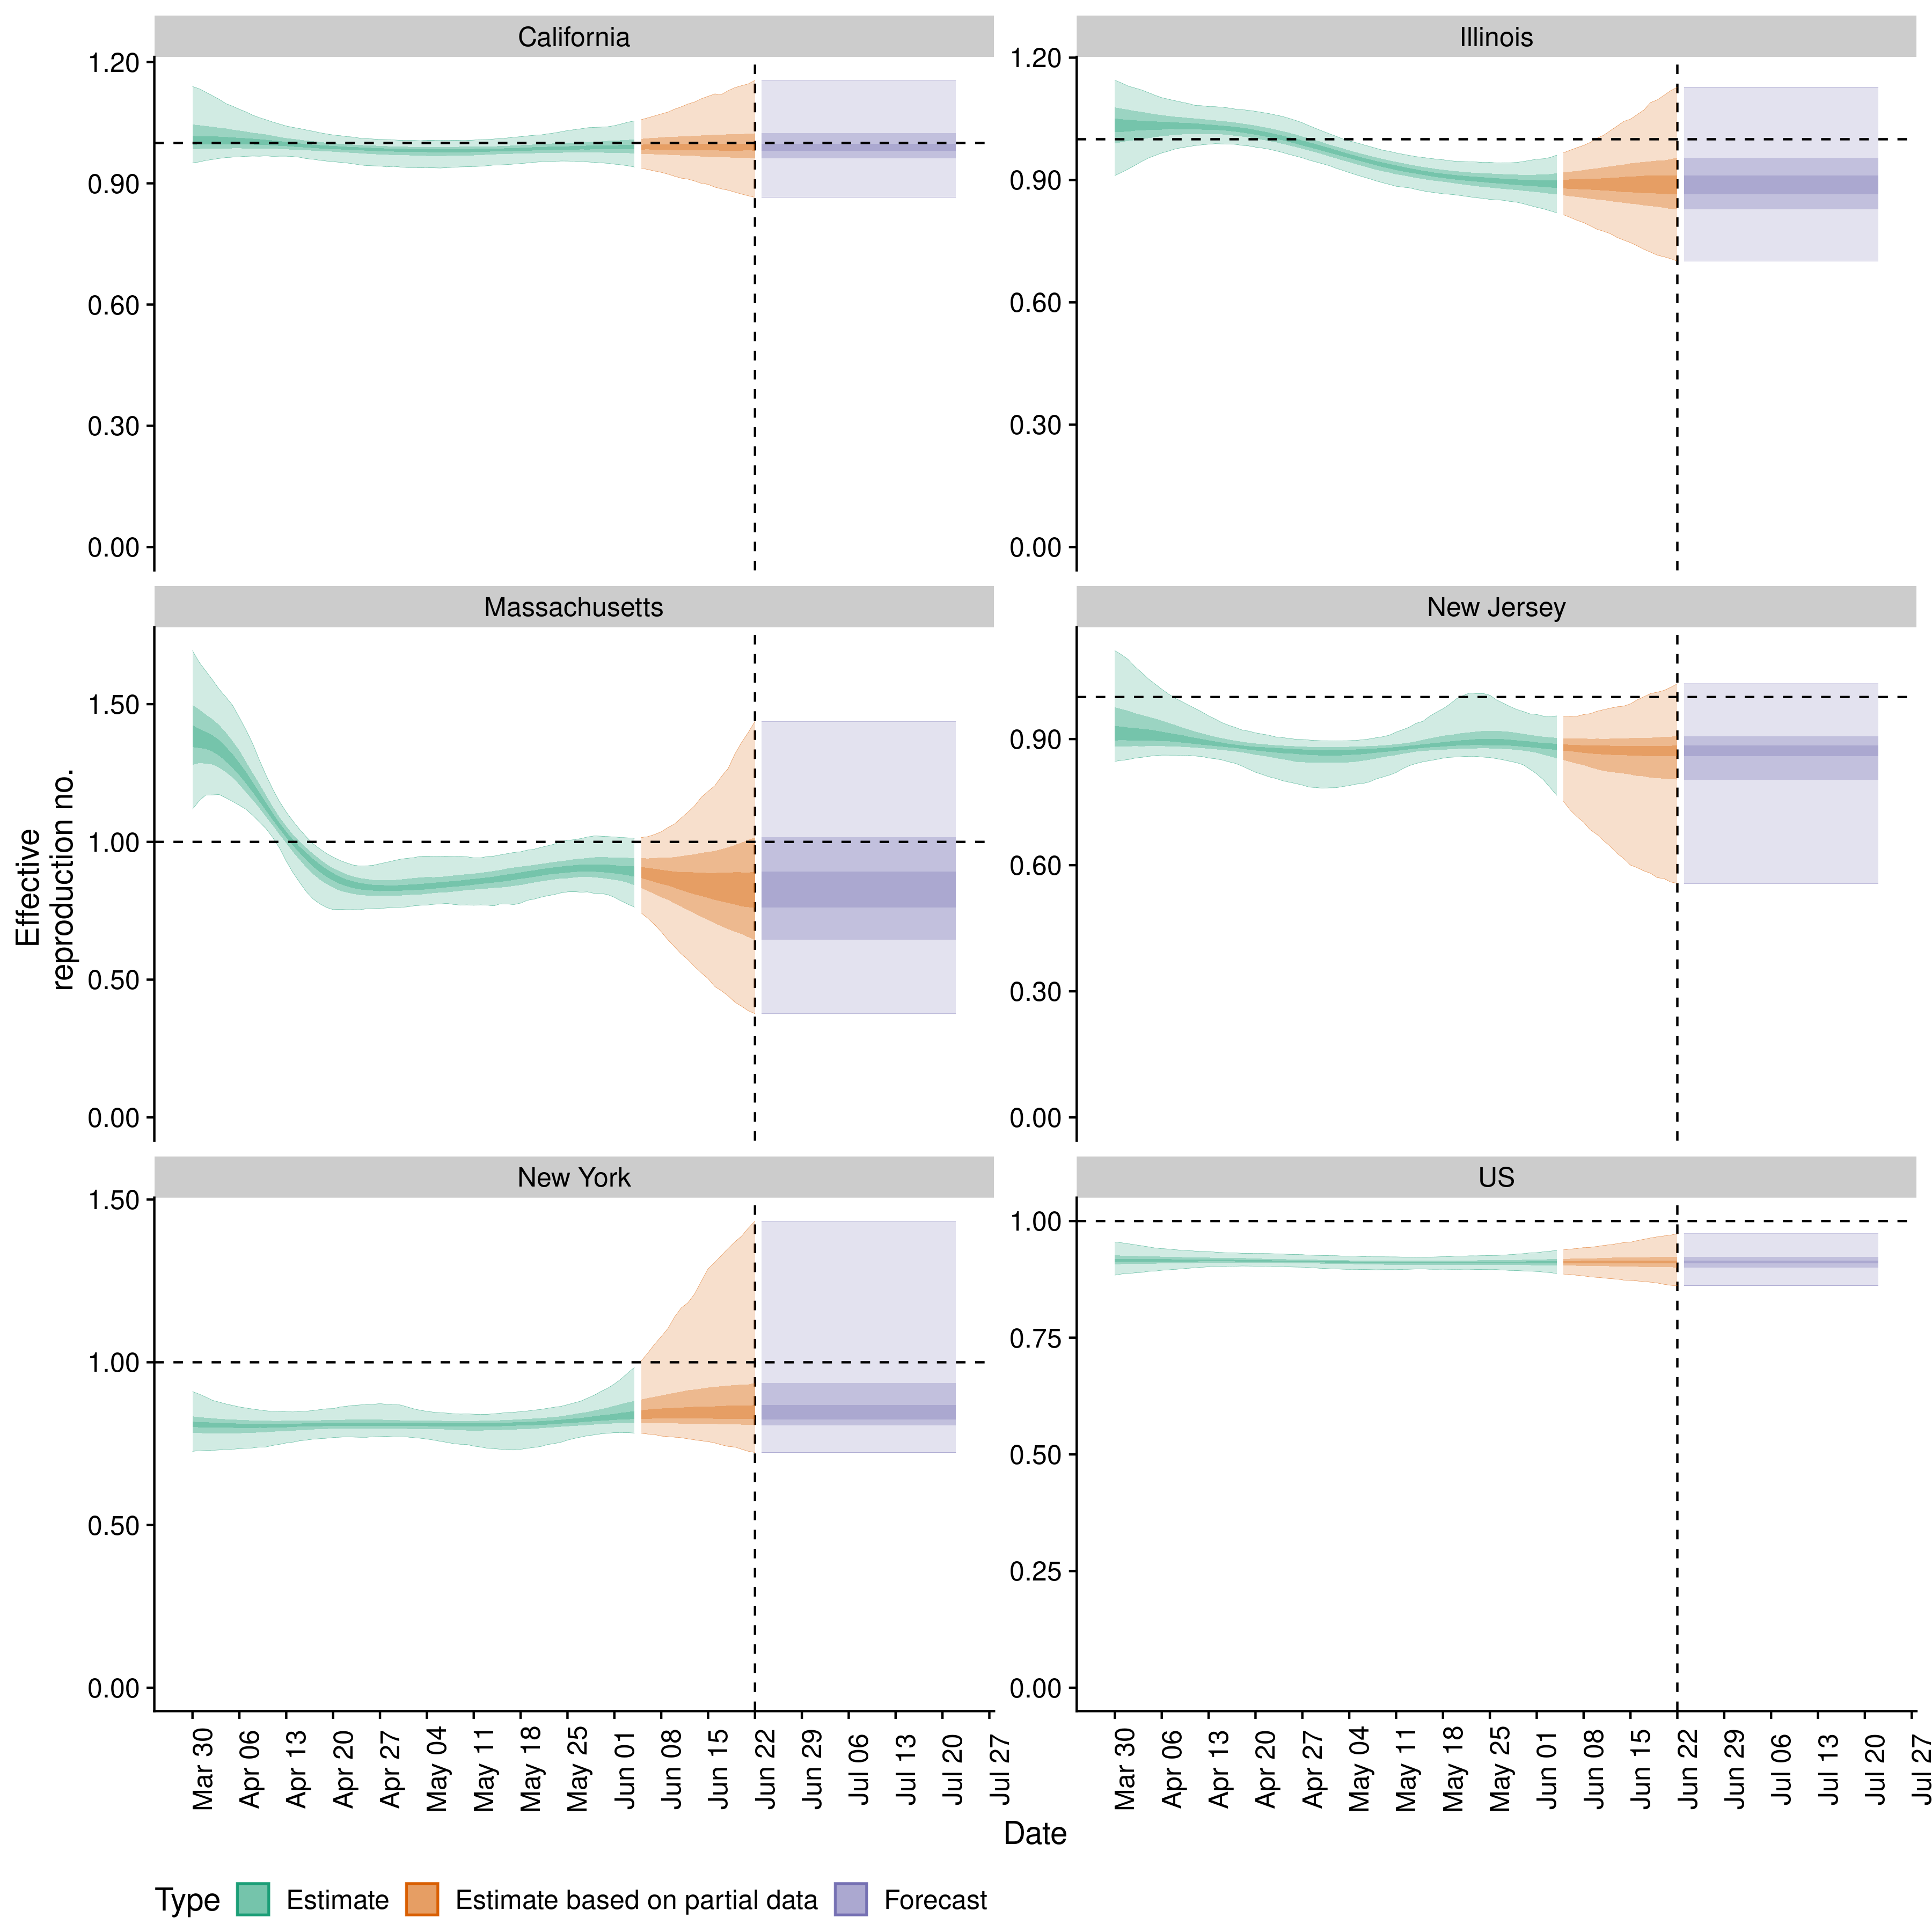 California
Illinois
1.20
0.90
0.60
0.30
0.00
1.20
0.90
0.60
0.30
0.00
Massachusetts
New Jersey
1.50
1.00
0.50
0.00
0.90
0.60
0.30
0.00
Effective
reproduction no.
New York
US
1.50
1.00
0.50
0.00
1.00
0.75
0.50
0.25
0.00
Mar 30
Apr 06
Apr 13
Apr 20
Apr 27
May 04
May 11
May 18
May 25
Jun 01
Jun 08
Jun 15
Jun 22
Jun 29
Jul 06
Jul 13
Jul 20
Jul 27
Mar 30
Apr 06
Apr 13
Apr 20
Apr 27
May 04
May 11
May 18
May 25
Jun 01
Jun 08
Jun 15
Jun 22
Jun 29
Jul 06
Jul 13
Jul 20
Jul 27
Date
Type Estimate Estimate based on partial data Forecast